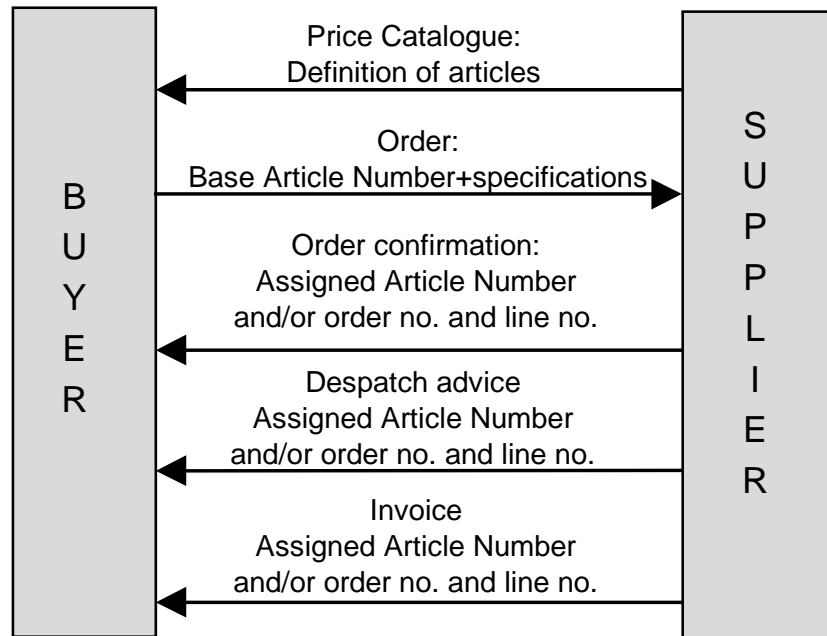 Price Catalogue:
Definition of articles
Order:
Base Article Number+specifications
Order confirmation:
Assigned Article Number
and/or order no. and line no.
Despatch advice
Assigned Article Number
and/or order no. and line no.
Invoice
Assigned Article Number
and/or order no. and line no.
BUYER
SUPPLIER